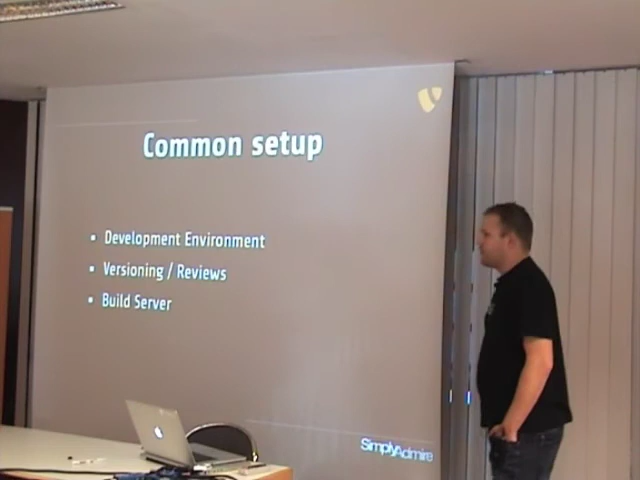 Common setup
Development Environment
Versioning / Reviews
Build Server
SimplyAdmire